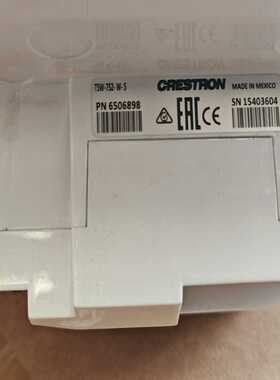 TSW-752-W-S CRESTRON MADE IN MEXICO
PN 6506898 EAC CE SN 15403604